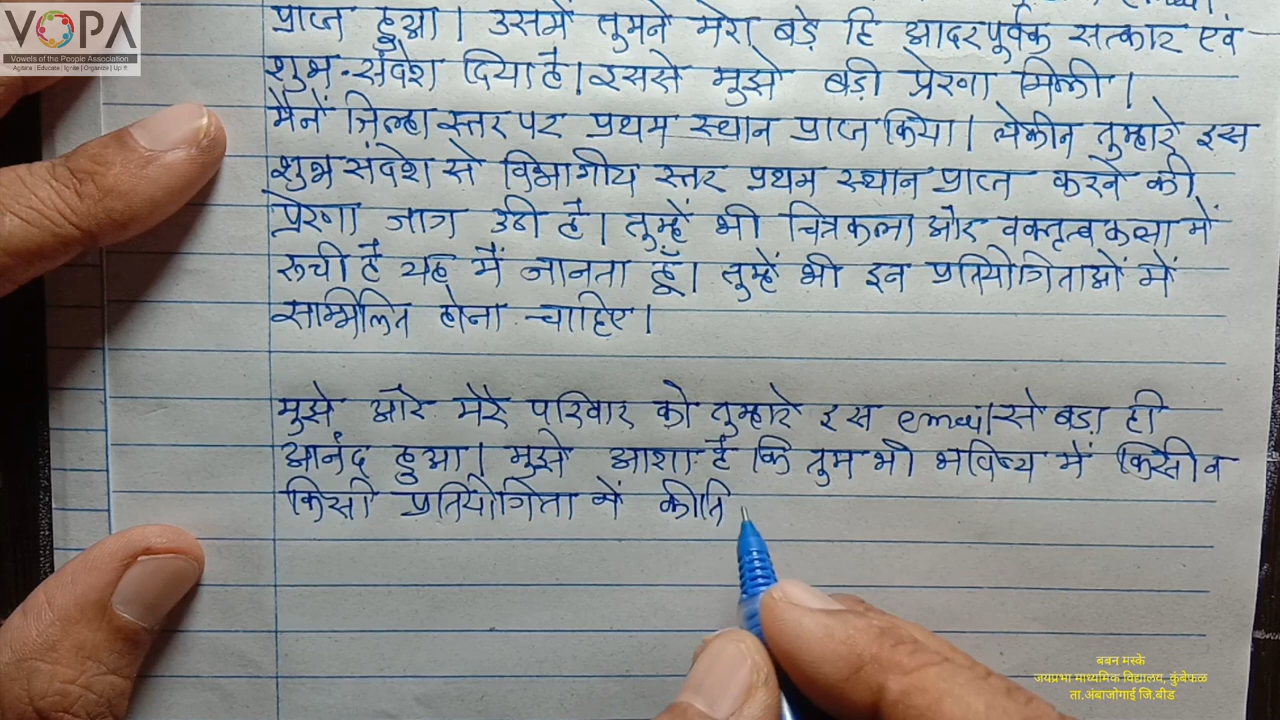 VOPA
Vowels of the People Association
प्राप्त हुआ। उसमें तुमने मेरा बड़े हि आदरपूर्वक सत्कार एवं
शुभ-संदेश दिया है। इससे मुझे बड़ी प्रेरणा मिली।
मैनें जिल्हा स्तर पर प्रथम स्थान प्राप्त किया। लेकीन तुम्हारे इस
शुभ संदेश से विभागीय स्तर प्रथम स्थान प्राप्त करने की
प्रेरणा जाग उठी है। तुम्हें भी चित्रकला और वक्तृत्व कला में
रुची है यह मैं जानता हूँ। तुम्हें भी इन प्रतियोगिताओं में
सम्मिलित होना चाहिए।
मुझे और मेरे परिवार को तुम्हारे इस email से बड़ा ही
आनंद हुआ। मुझे आशा है कि तुम भी भविष्य में किसी न
किसी प्रतियोगिता में कीर्ति
बबन मस्के
जयप्रभा माध्यमिक विद्यालय, कुंबेफळ
ता.अंबाजोगाई जि.बीड